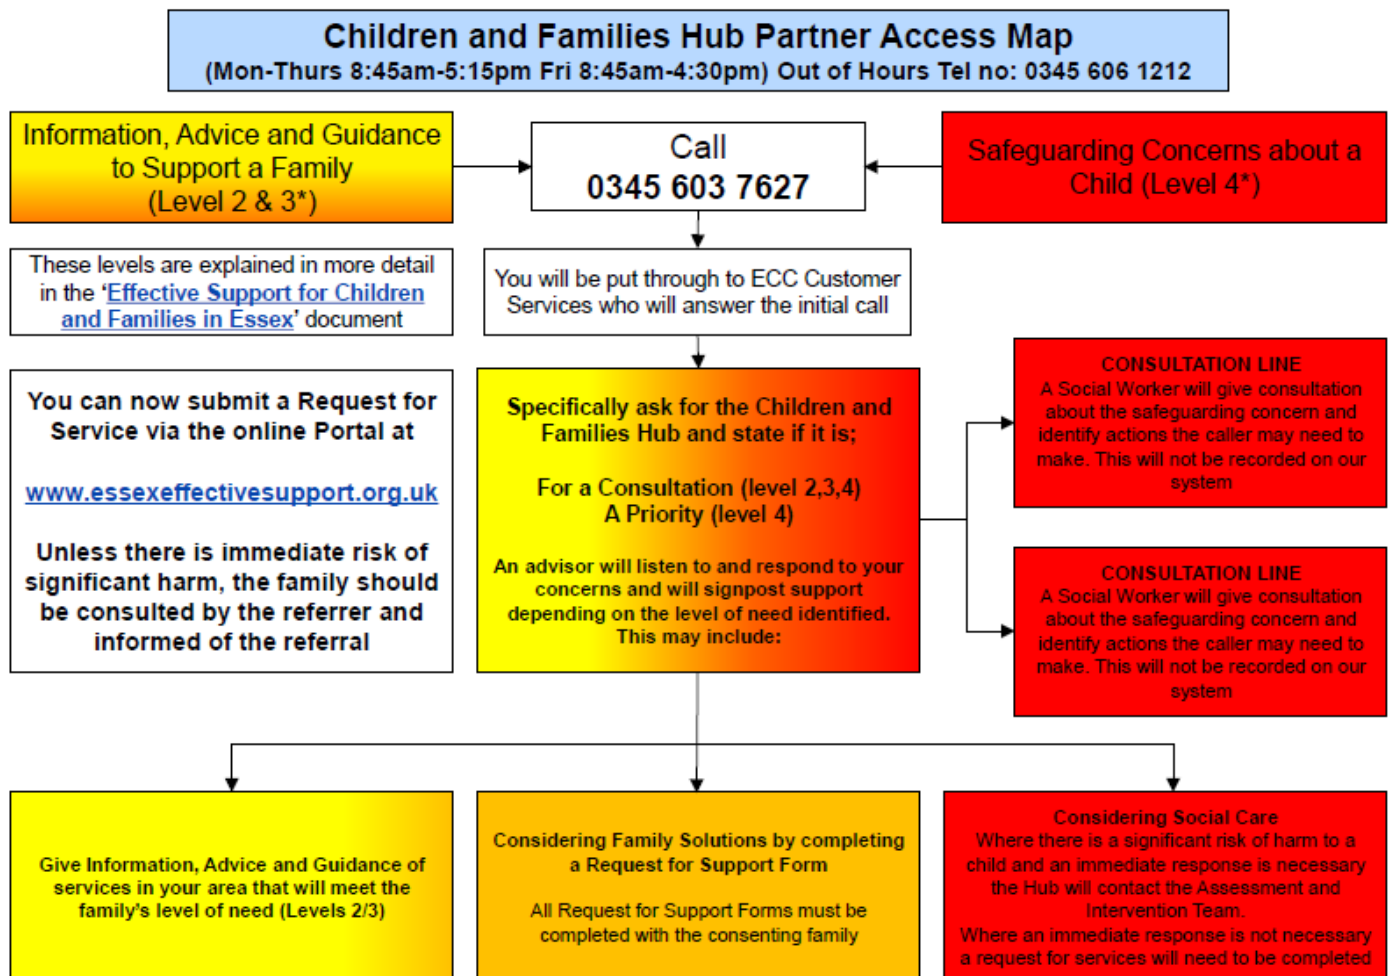 Children and Families Hub Partner Access Map
(Mon-Thurs 8:45am-5:15pm Fri 8:45am-4:30pm) Out of Hours Tel no: 0345 606 1212
Information, Advice and Guidance
to Support a Family
(Level 2 & 3*)
Call
0345 603 7627
Safeguarding Concerns about a
Child (Level 4*)
These levels are explained in more detail
in the ‘Effective Support for Children
and Families in Essex’ document
You will be put through to ECC Customer
Services who will answer the initial call
You can now submit a Request for
Service via the online Portal at
www.essexeffectivesupport.org.uk
Unless there is immediate risk of
significant harm, the family should
be consulted by the referrer and
informed of the referral
Specifically ask for the Children and
Families Hub and state if it is;
For a Consultation (level 2,3,4)
A Priority (level 4)
An advisor will listen to and respond to your
concerns and will signpost support
depending on the level of need identified.
This may include:
CONSULTATION LINE
A Social Worker will give consultation
about the safeguarding concern and
identify actions the caller may need to
make. This will not be recorded on our
system
CONSULTATION LINE
A Social Worker will give consultation
about the safeguarding concern and
identify actions the caller may need to
make. This will not be recorded on our
system
Give Information, Advice and Guidance of
services in your area that will meet the
family’s level of need (Levels 2/3)
Considering Family Solutions by completing
a Request for Support Form
All Request for Support Forms must be
completed with the consenting family
Considering Social Care
Where there is a significant risk of harm to a
child and an immediate response is necessary
the Hub will contact the Assessment and
Intervention Team.
Where an immediate response is not necessary
a request for services will need to be completed